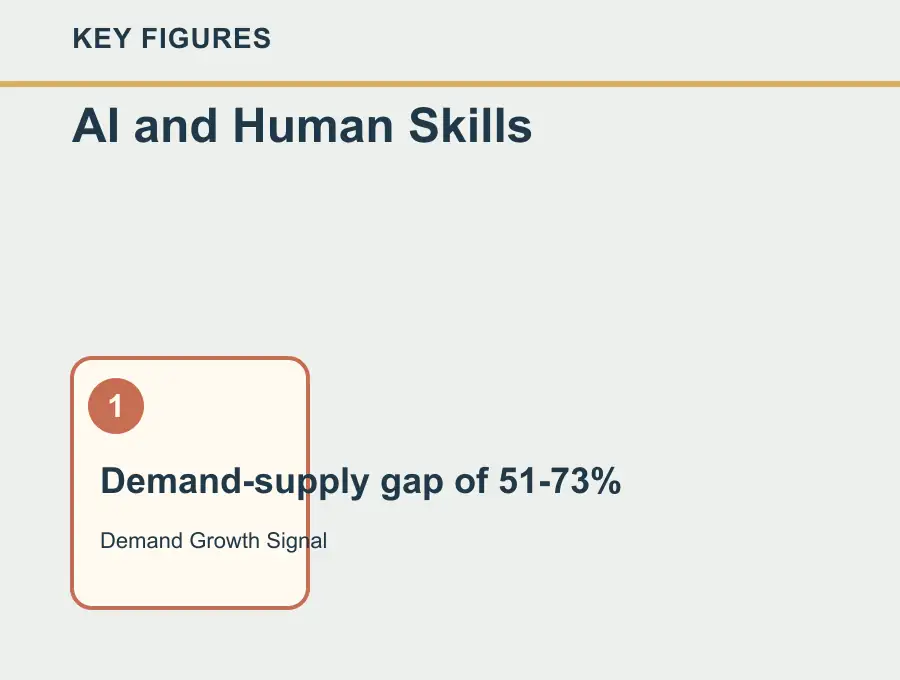 KEY FIGURES
AI and Human Skills
1
Demand-supply gap of 51-73%
Demand Growth Signal